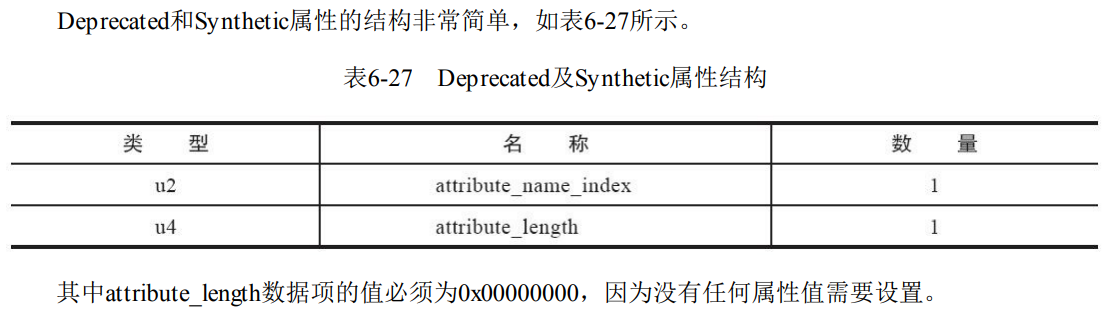 Deprecated和Synthetic属性的结构非常简单，如表6-27所示。
表6-27 Deprecated及Synthetic属性结构
类 型 名 称 数 量
u2 attribute_name_index 1
u4 attribute_length 1
其中attribute_length数据项的值必须为0x00000000，因为没有任何属性值需要设置。